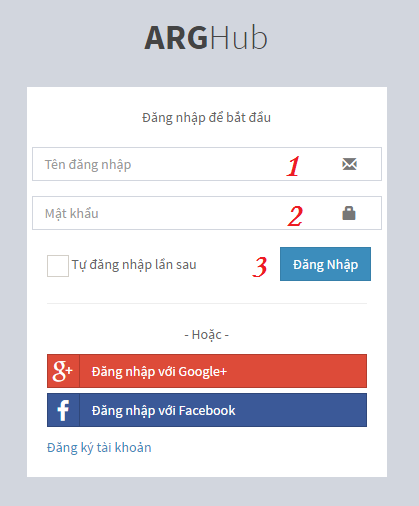 ARGHub
Đăng nhập để bắt đầu
Tên đăng nhập 1
Mật khẩu 2
Tự đăng nhập lần sau 3 Đăng Nhập
- Hoặc -
g+ Đăng nhập với Google+
f Đăng nhập với Facebook
Đăng ký tài khoản